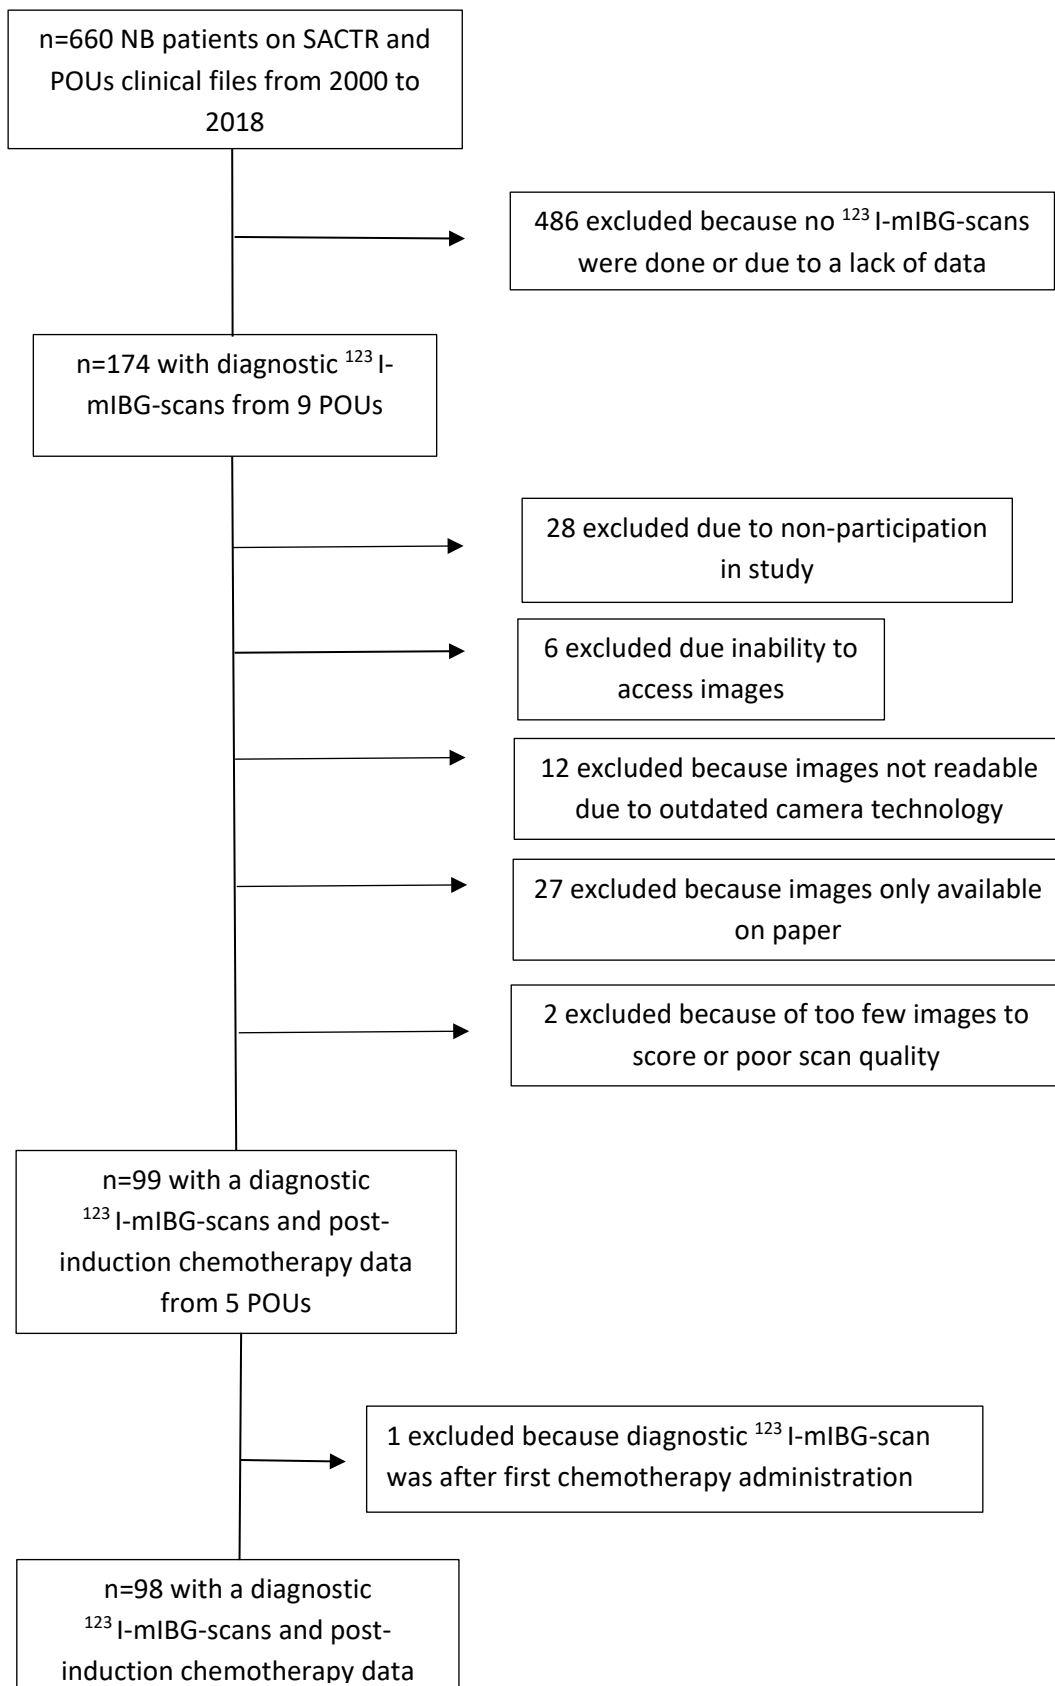 n=660 NB patients on SACTR and
POUs clinical files from 2000 to
2018
486 excluded because no ¹²³ I-mIBG-scans
were done or due to a lack of data
n=174 with diagnostic ¹²³ I-
mIBG-scans from 9 POUs
28 excluded due to non-participation
in study
6 excluded due inability to
access images
12 excluded because images not readable
due to outdated camera technology
27 excluded because images only available
on paper
2 excluded because of too few images to
score or poor scan quality
n=99 with a diagnostic
¹²³ I-mIBG-scans and post-
induction chemotherapy data
from 5 POUs
1 excluded because diagnostic ¹²³ I-mIBG-scan
was after first chemotherapy administration
n=98 with a diagnostic
¹²³ I-mIBG-scans and post-
induction chemotherapy data